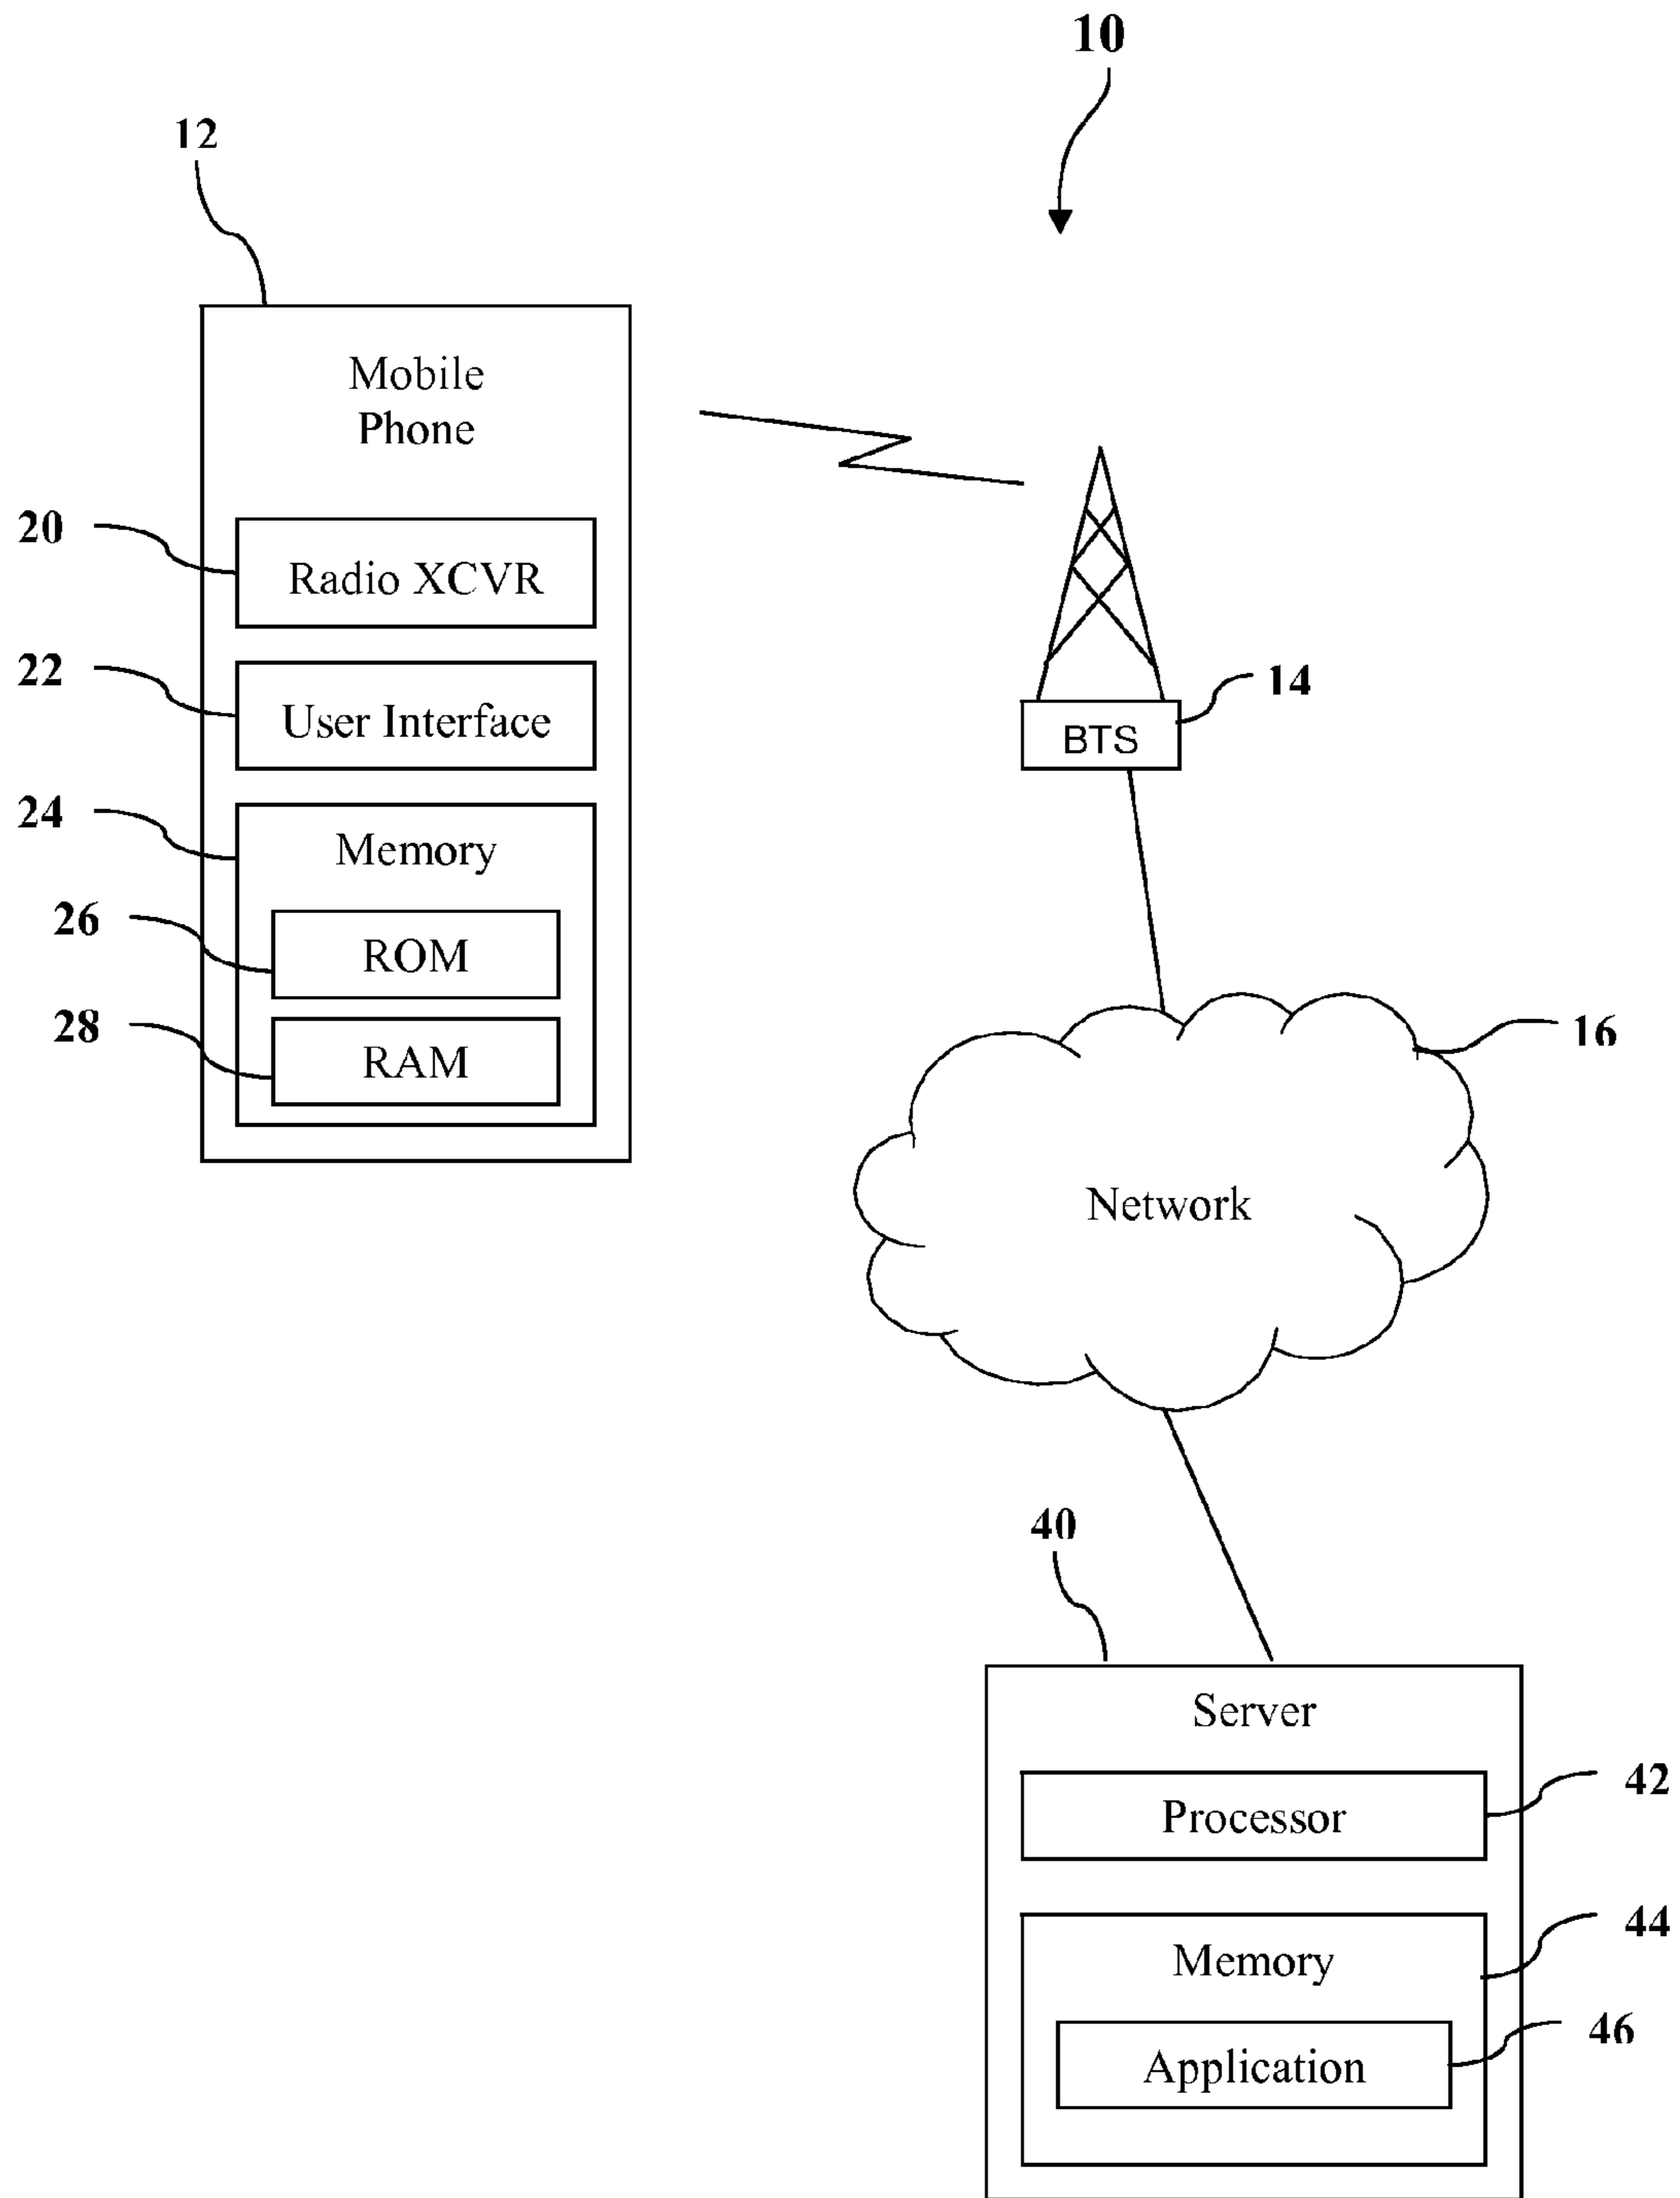 10
12
Mobile
Phone
20
Radio XCVR
22
User Interface
14
BTS
24
Memory
26
ROM
28
RAM
16
Network
40
Server
42
Processor
44
Memory
46
Application